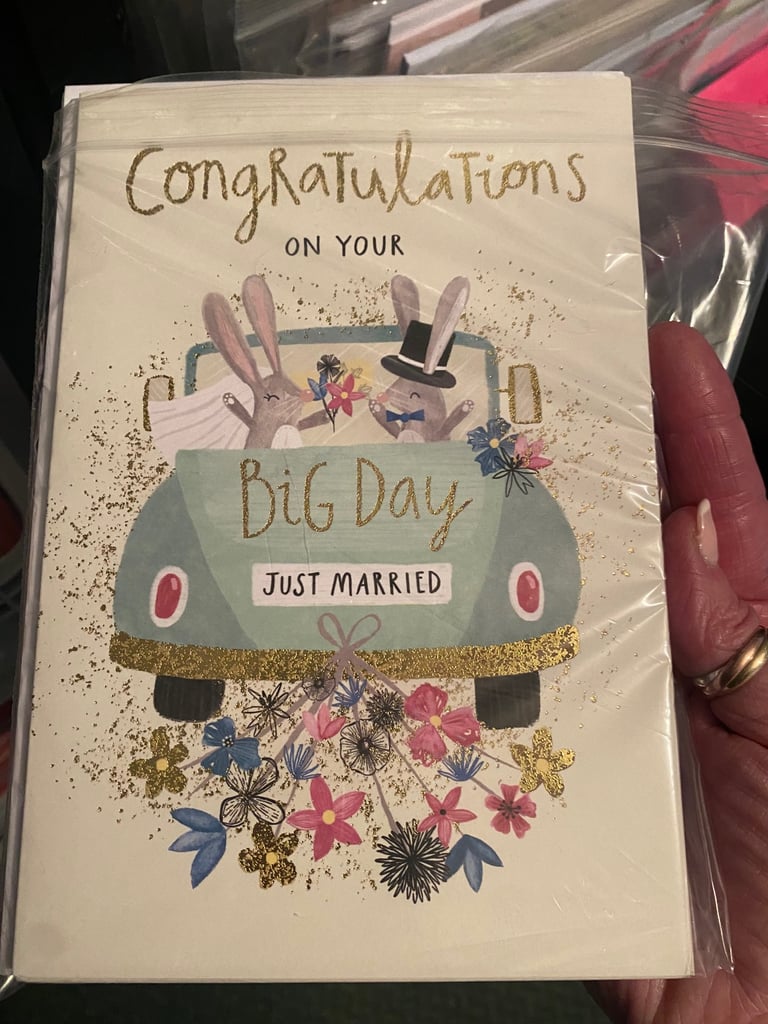 Congratulations
ON YOUR
BiG Day
JUST MARRIED